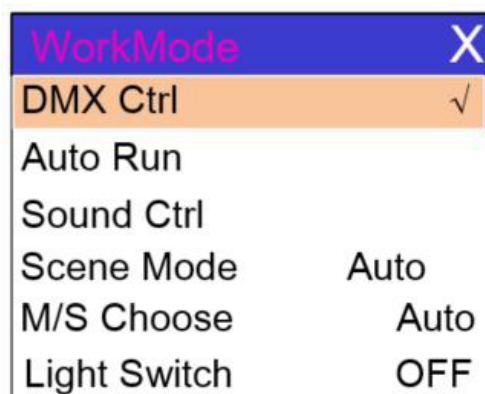 WorkMode X
DMX Ctrl √
Auto Run
Sound Ctrl
Scene Mode Auto
M/S Choose Auto
Light Switch OFF